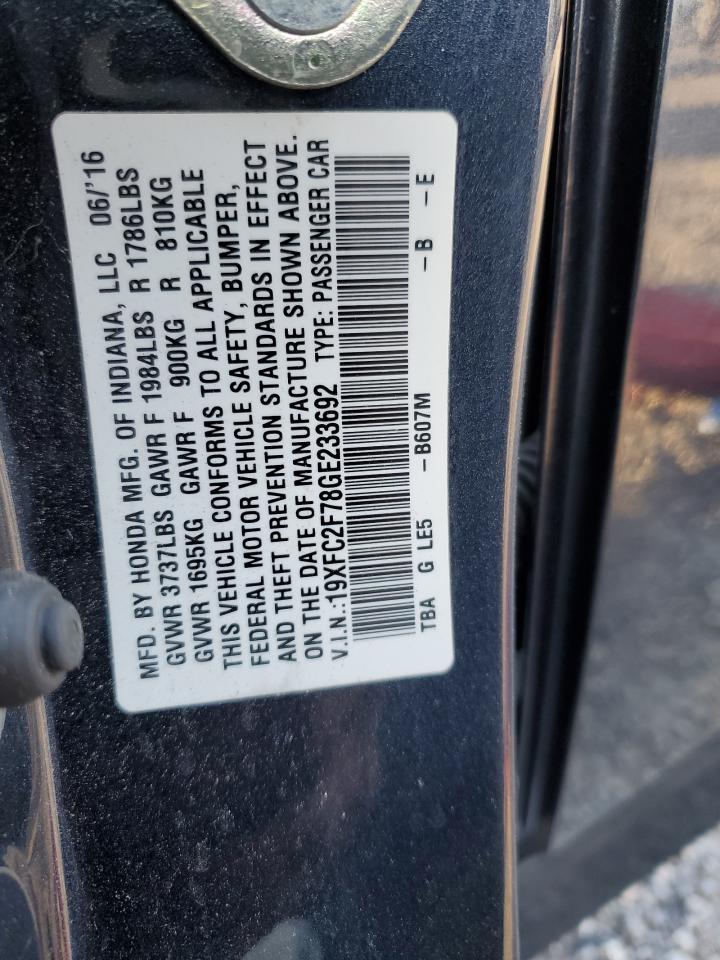 MFD. BY HONDA MFG. OF INDIANA, LLC 06/'16
GVWR 3737LBS GAWR F 1984LBS R 1786LBS
GVWR 1695KG GAWR F 900KG R 810KG
THIS VEHICLE CONFORMS TO ALL APPLICABLE
FEDERAL MOTOR VEHICLE SAFETY, BUMPER,
AND THEFT PREVENTION STANDARDS IN EFFECT
ON THE DATE OF MANUFACTURE SHOWN ABOVE.
V.I.N.:19XFC2F78GE233692 TYPE: PASSENGER CAR
TBA G LE5 –B607M –B –E